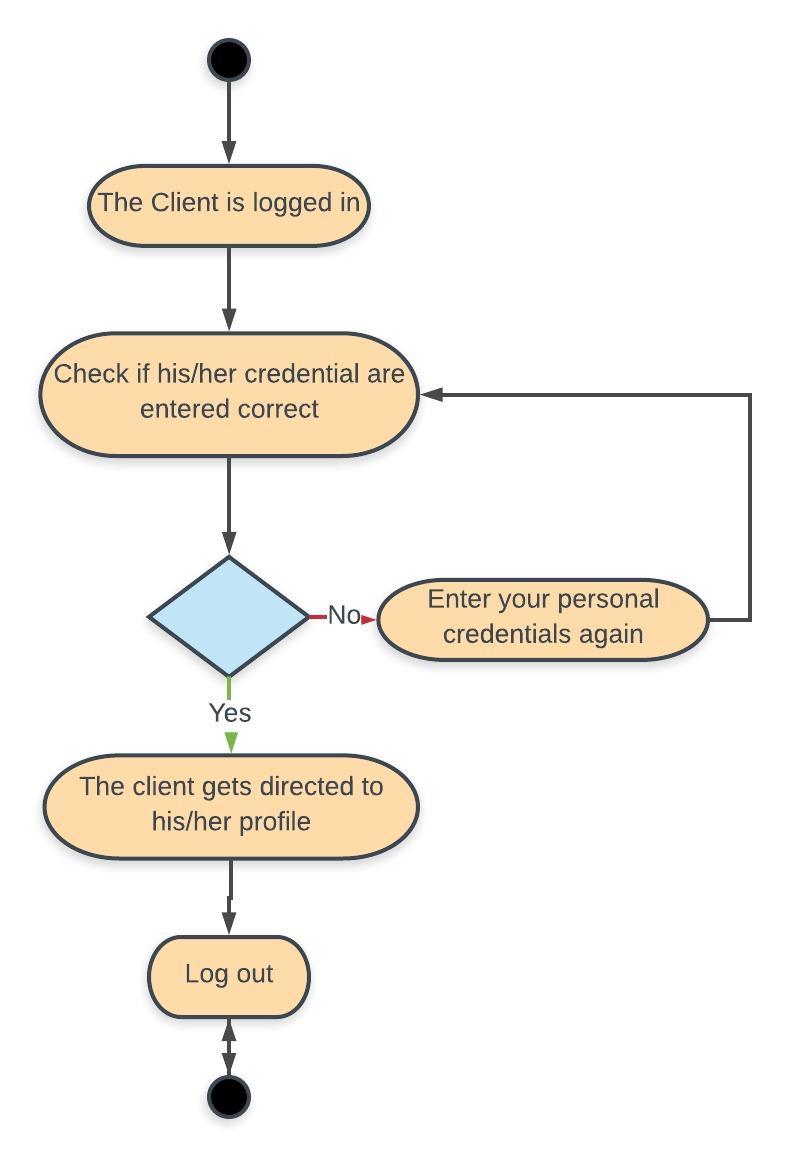 The Client is logged in
Check if his/her credential are
entered correct
No
Enter your personal
credentials again
Yes
The client gets directed to
his/her profile
Log out